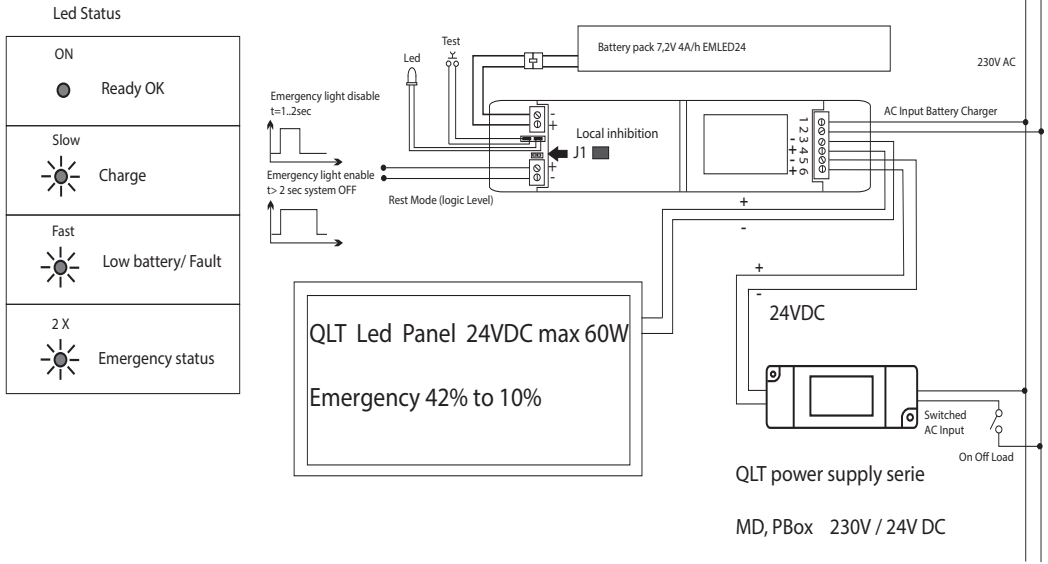 Led Status
ON
Ready OK
Slow
Charge
Fast
Low battery/ Fault
2 X
Emergency status
Emergency light disable
t=1..2sec
Emergency light enable
t> 2 sec system OFF
Led
Test
Battery pack 7,2V 4A/h EMLED24
230V AC
-
+
Local inhibition
J1
+
-
Rest Mode (logic Level)
1
2
3
- 4
+ 5
- 6
+
AC Input Battery Charger
+
-
+
-
24VDC
QLT Led Panel 24VDC max 60W
Emergency 42% to 10%
Switched
AC Input
On Off Load
QLT power supply serie
MD, PBox 230V / 24V DC